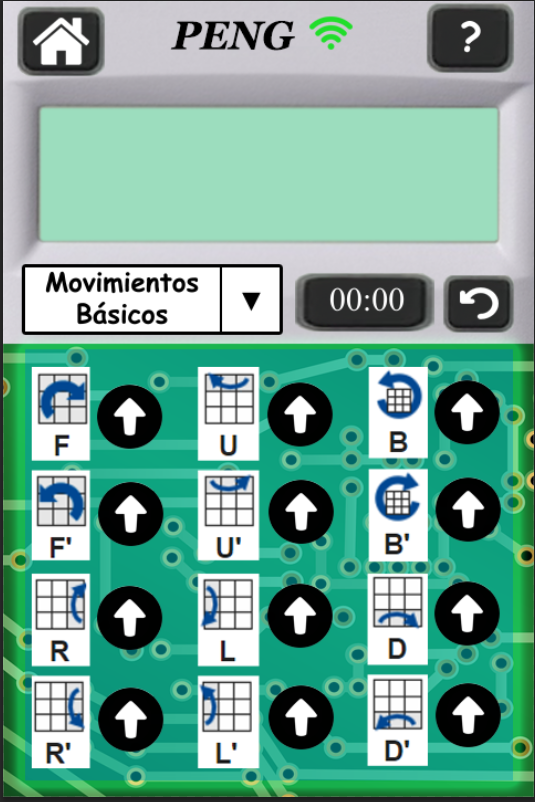 PENG
?
Movimientos
Básicos
▼
00:00
F
U
B
F'
U'
B'
R
L
D
R'
L'
D'